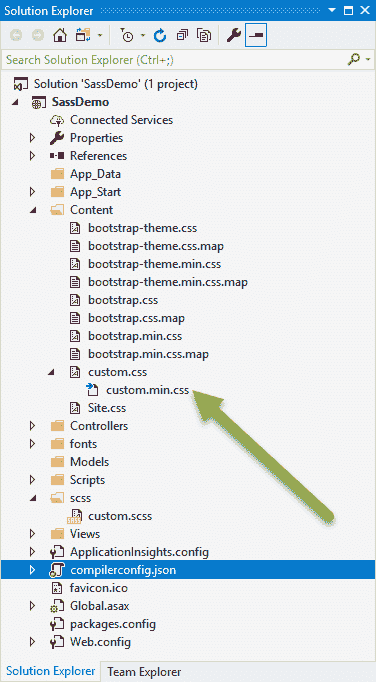 Solution Explorer
Search Solution Explorer (Ctrl+;)
Solution 'SassDemo' (1 project)
SassDemo
Connected Services
Properties
References
App_Data
App_Start
Content
bootstrap-theme.css
bootstrap-theme.css.map
bootstrap-theme.min.css
bootstrap-theme.min.css.map
bootstrap.css
bootstrap.css.map
bootstrap.min.css
bootstrap.min.css.map
custom.css
custom.min.css
Site.css
Controllers
fonts
Models
Scripts
scss
custom.scss
Views
ApplicationInsights.config
compilerconfig.json
favicon.ico
Global.asax
packages.config
Web.config
Solution Explorer Team Explorer